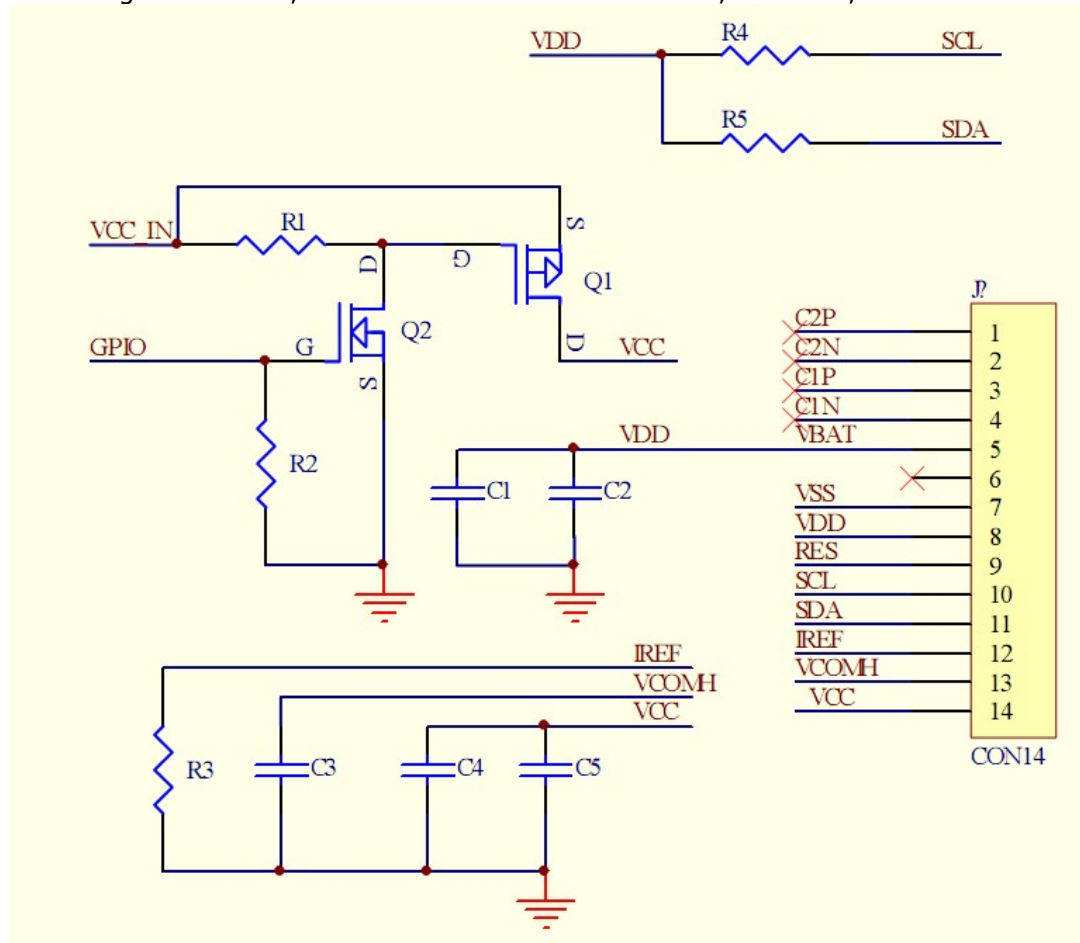 VDD
R4
SCL
R5
SDA
VCC_IN
R1
D
G
S
Q1
D
VCC
GPIO
G
Q2
S
R2
J?
C2P
1
C2N
2
C1P
3
C1N
4
VDD
VBAT
5
6
VSS
7
VDD
8
RES
9
SCL
10
SDA
11
IREF
12
VCOMH
13
VCC
14
CON14
C1
C2
IREF
VCOMH
VCC
R3
C3
C4
C5